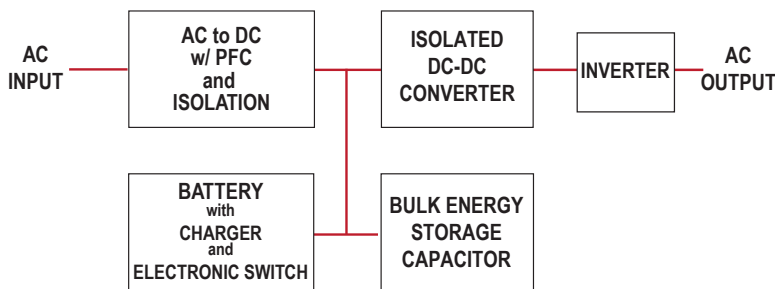 AC
INPUT
AC to DC
w/ PFC
and
ISOLATION
ISOLATED
DC-DC
CONVERTER
INVERTER
AC
OUTPUT
BATTERY
with
CHARGER
and
ELECTRONIC SWITCH
BULK ENERGY
STORAGE
CAPACITOR